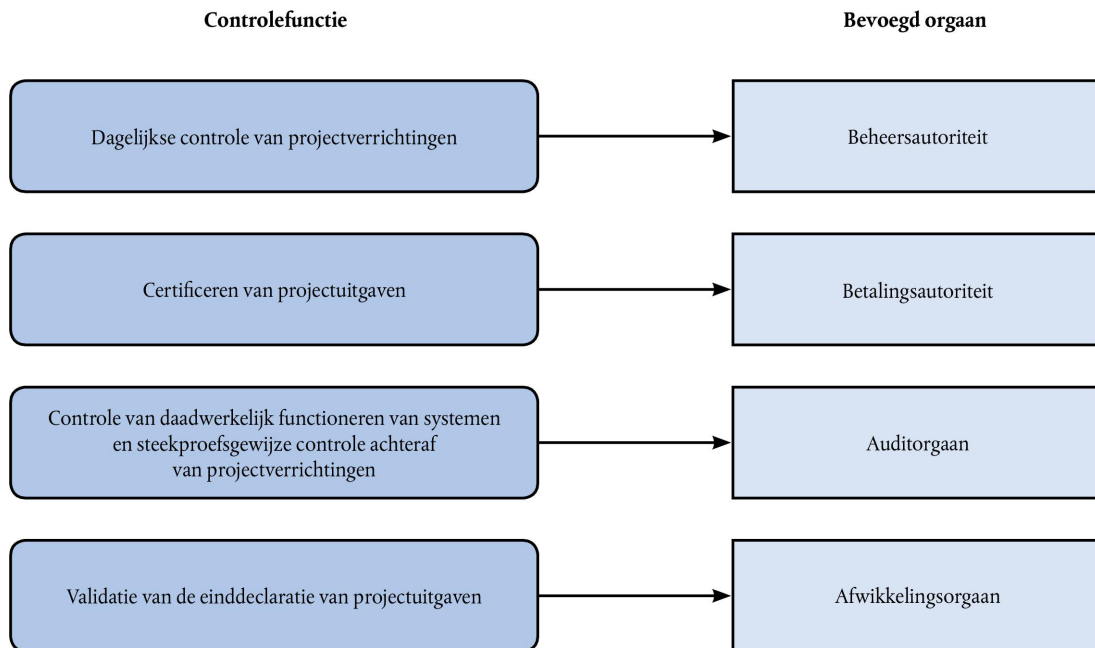 Controlefunctie
Bevoegd orgaan
Dagelijkse controle van projectverrichtingen
Beheersautoriteit
Certificeren van projectuitgaven
Betalingsautoriteit
Controle van daadwerkelijk functioneren van systemen
en steekproefsgewijze controle achteraf
van projectverrichtingen
Auditorgaan
Validatie van de einddeclaratie van projectuitgaven
Afwikkelingsorgaan